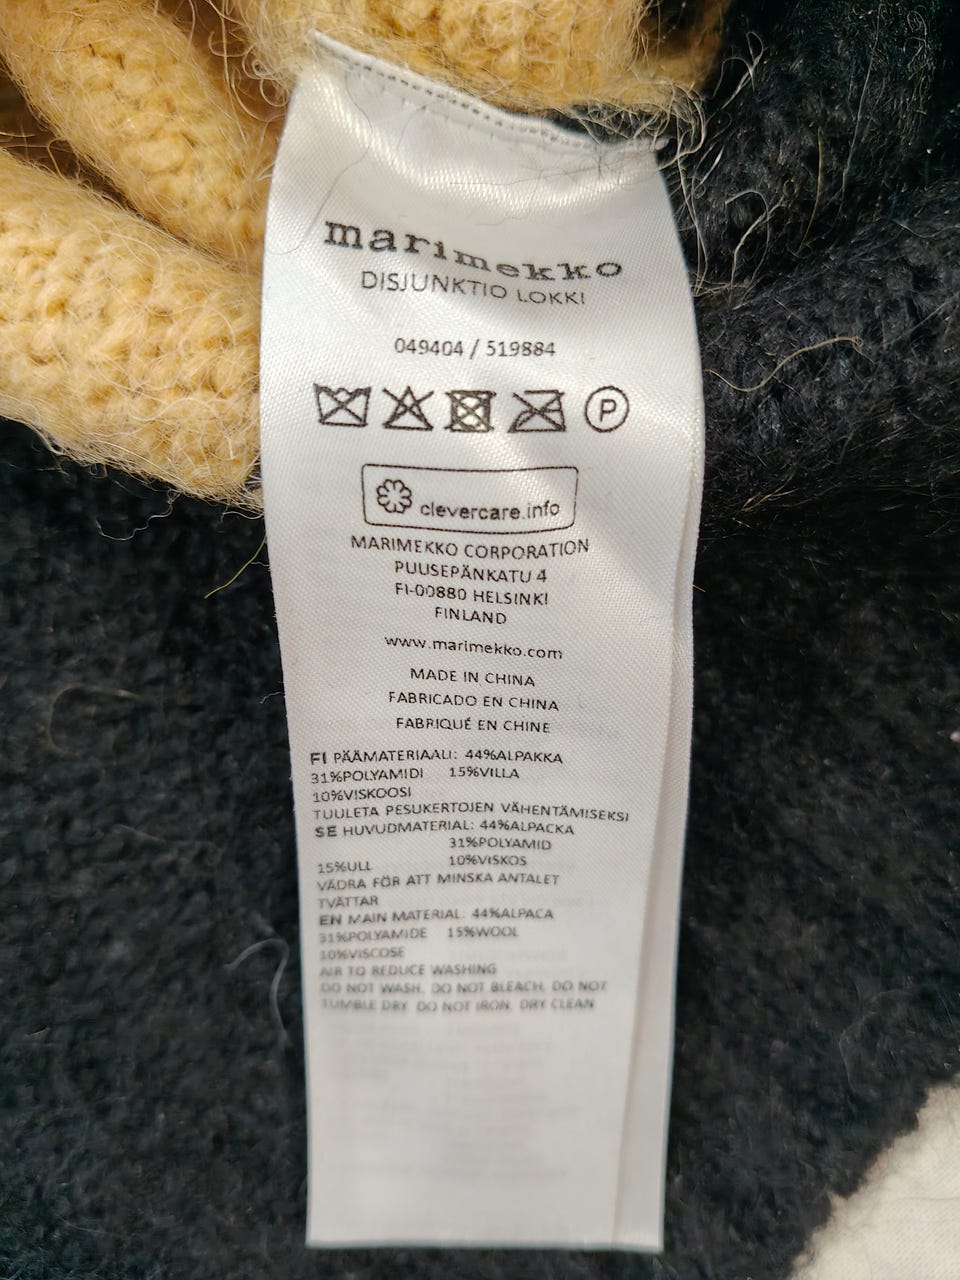 marimekko
DISJUNKTIO LOKKI
049404 / 519884
P
clevercare.info
MARIMEKKO CORPORATION
PUUSEPÄNKATU 4
FI-00880 HELSINKI
FINLAND
www.marimekko.com
MADE IN CHINA
FABRICADO EN CHINA
FABRIQUÉ EN CHINE
FI PÄÄMATERIAALI: 44%ALPAKKA
31%POLYAMIDI 15%VILLA
10%VISKOOSI
TUULETA PESUKERTOJEN VÄHENTÄMISEKSI
SE HUVUDMATERIAL: 44%ALPACKA
31%POLYAMID
15%ULL 10%VISKOS
VÄDRA FÖR ATT MINSKA ANTALET
TVÄTTAR
EN MAIN MATERIAL: 44%ALPACA
31%POLYAMIDE 15%WOOL
10%VISCOSE
AIR TO REDUCE WASHING
DO NOT WASH. DO NOT BLEACH. DO NOT
TUMBLE DRY. DO NOT IRON. DRY CLEAN